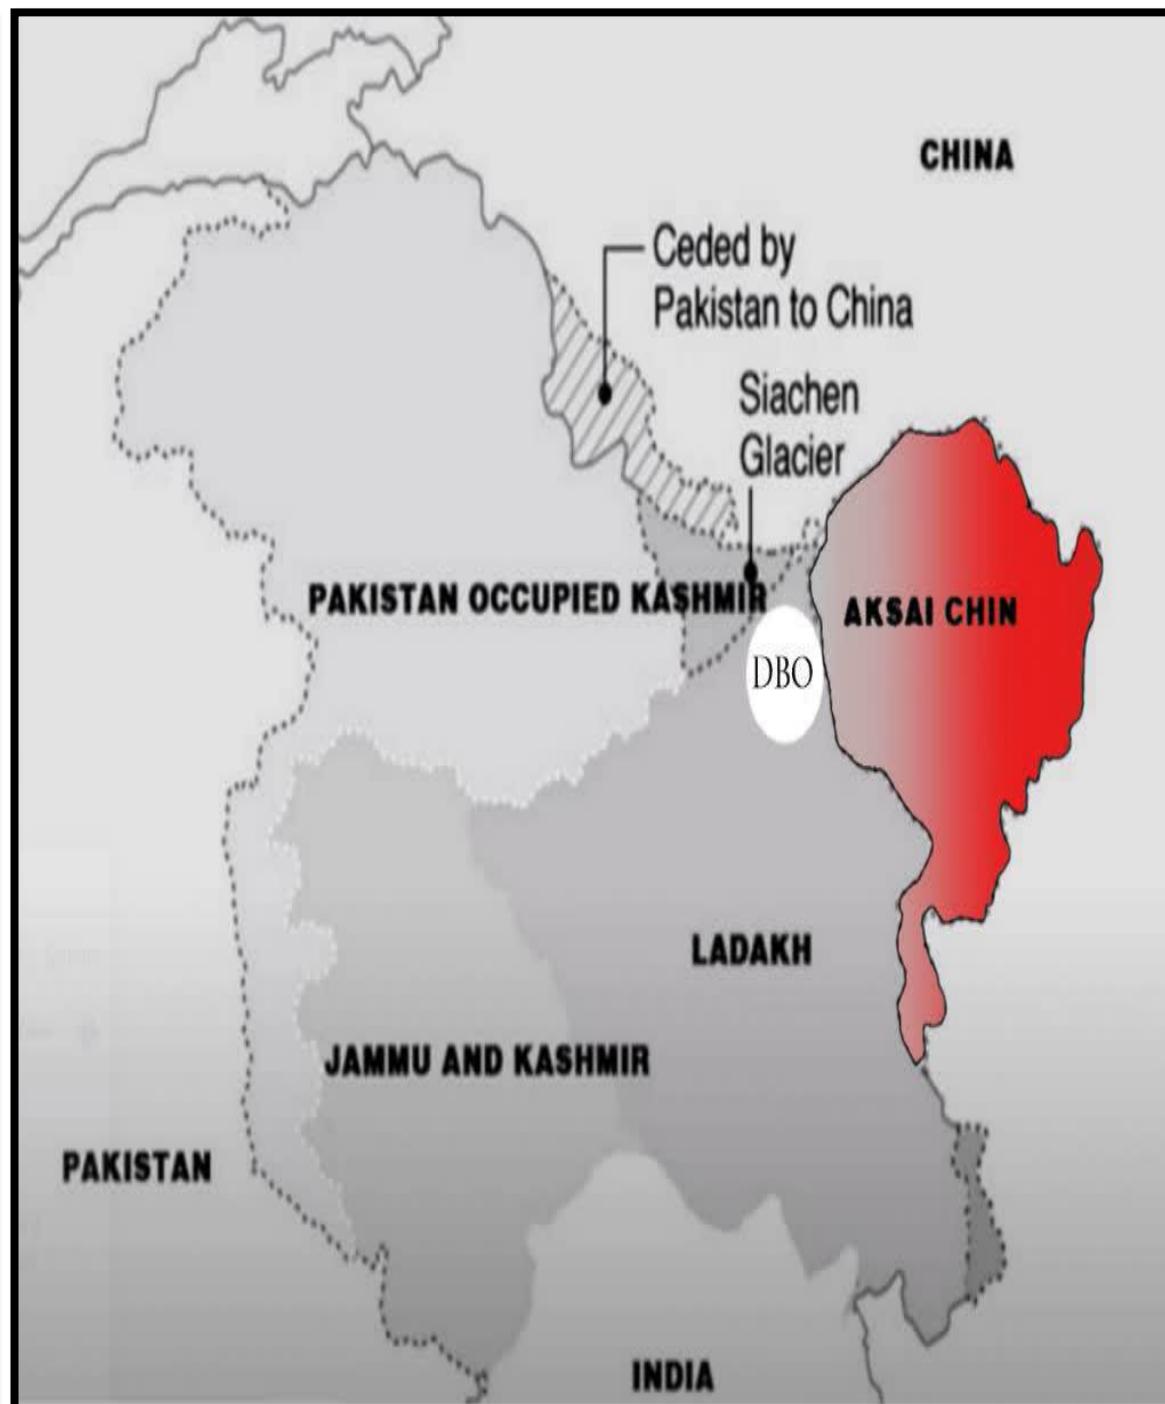 CHINA
Ceded by
Pakistan to China
Siachen
Glacier
PAKISTAN OCCUPIED KASHMIR
AKSAI CHIN
DBO
LADAKH
JAMMU AND KASHMIR
PAKISTAN
INDIA